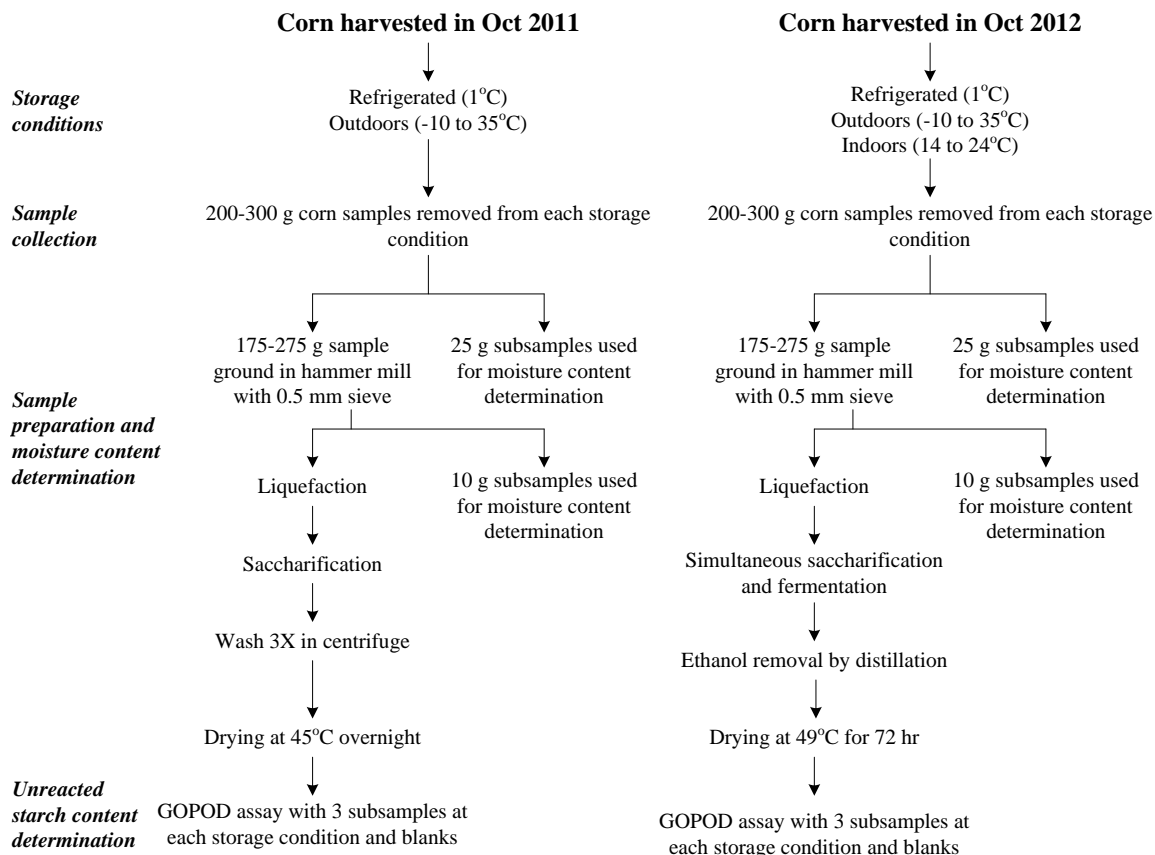 Corn harvested in Oct 2011
Corn harvested in Oct 2012
Storage
conditions
Refrigerated (1°C)
Outdoors (-10 to 35°C)
Refrigerated (1°C)
Outdoors (-10 to 35°C)
Indoors (14 to 24°C)
Sample
collection
200-300 g corn samples removed from each storage
condition
200-300 g corn samples removed from each storage
condition
Sample
preparation and
moisture content
determination
175-275 g sample
ground in hammer mill
with 0.5 mm sieve
25 g subsamples used
for moisture content
determination
175-275 g sample
ground in hammer mill
with 0.5 mm sieve
25 g subsamples used
for moisture content
determination
Liquefaction
10 g subsamples used
for moisture content
determination
Liquefaction
10 g subsamples used
for moisture content
determination
Saccharification
Simultaneous saccharification
and fermentation
Wash 3X in centrifuge
Ethanol removal by distillation
Drying at 45°C overnight
Drying at 49°C for 72 hr
Unreacted
starch content
determination
GOPOD assay with 3 subsamples at
each storage condition and blanks
GOPOD assay with 3 subsamples at
each storage condition and blanks